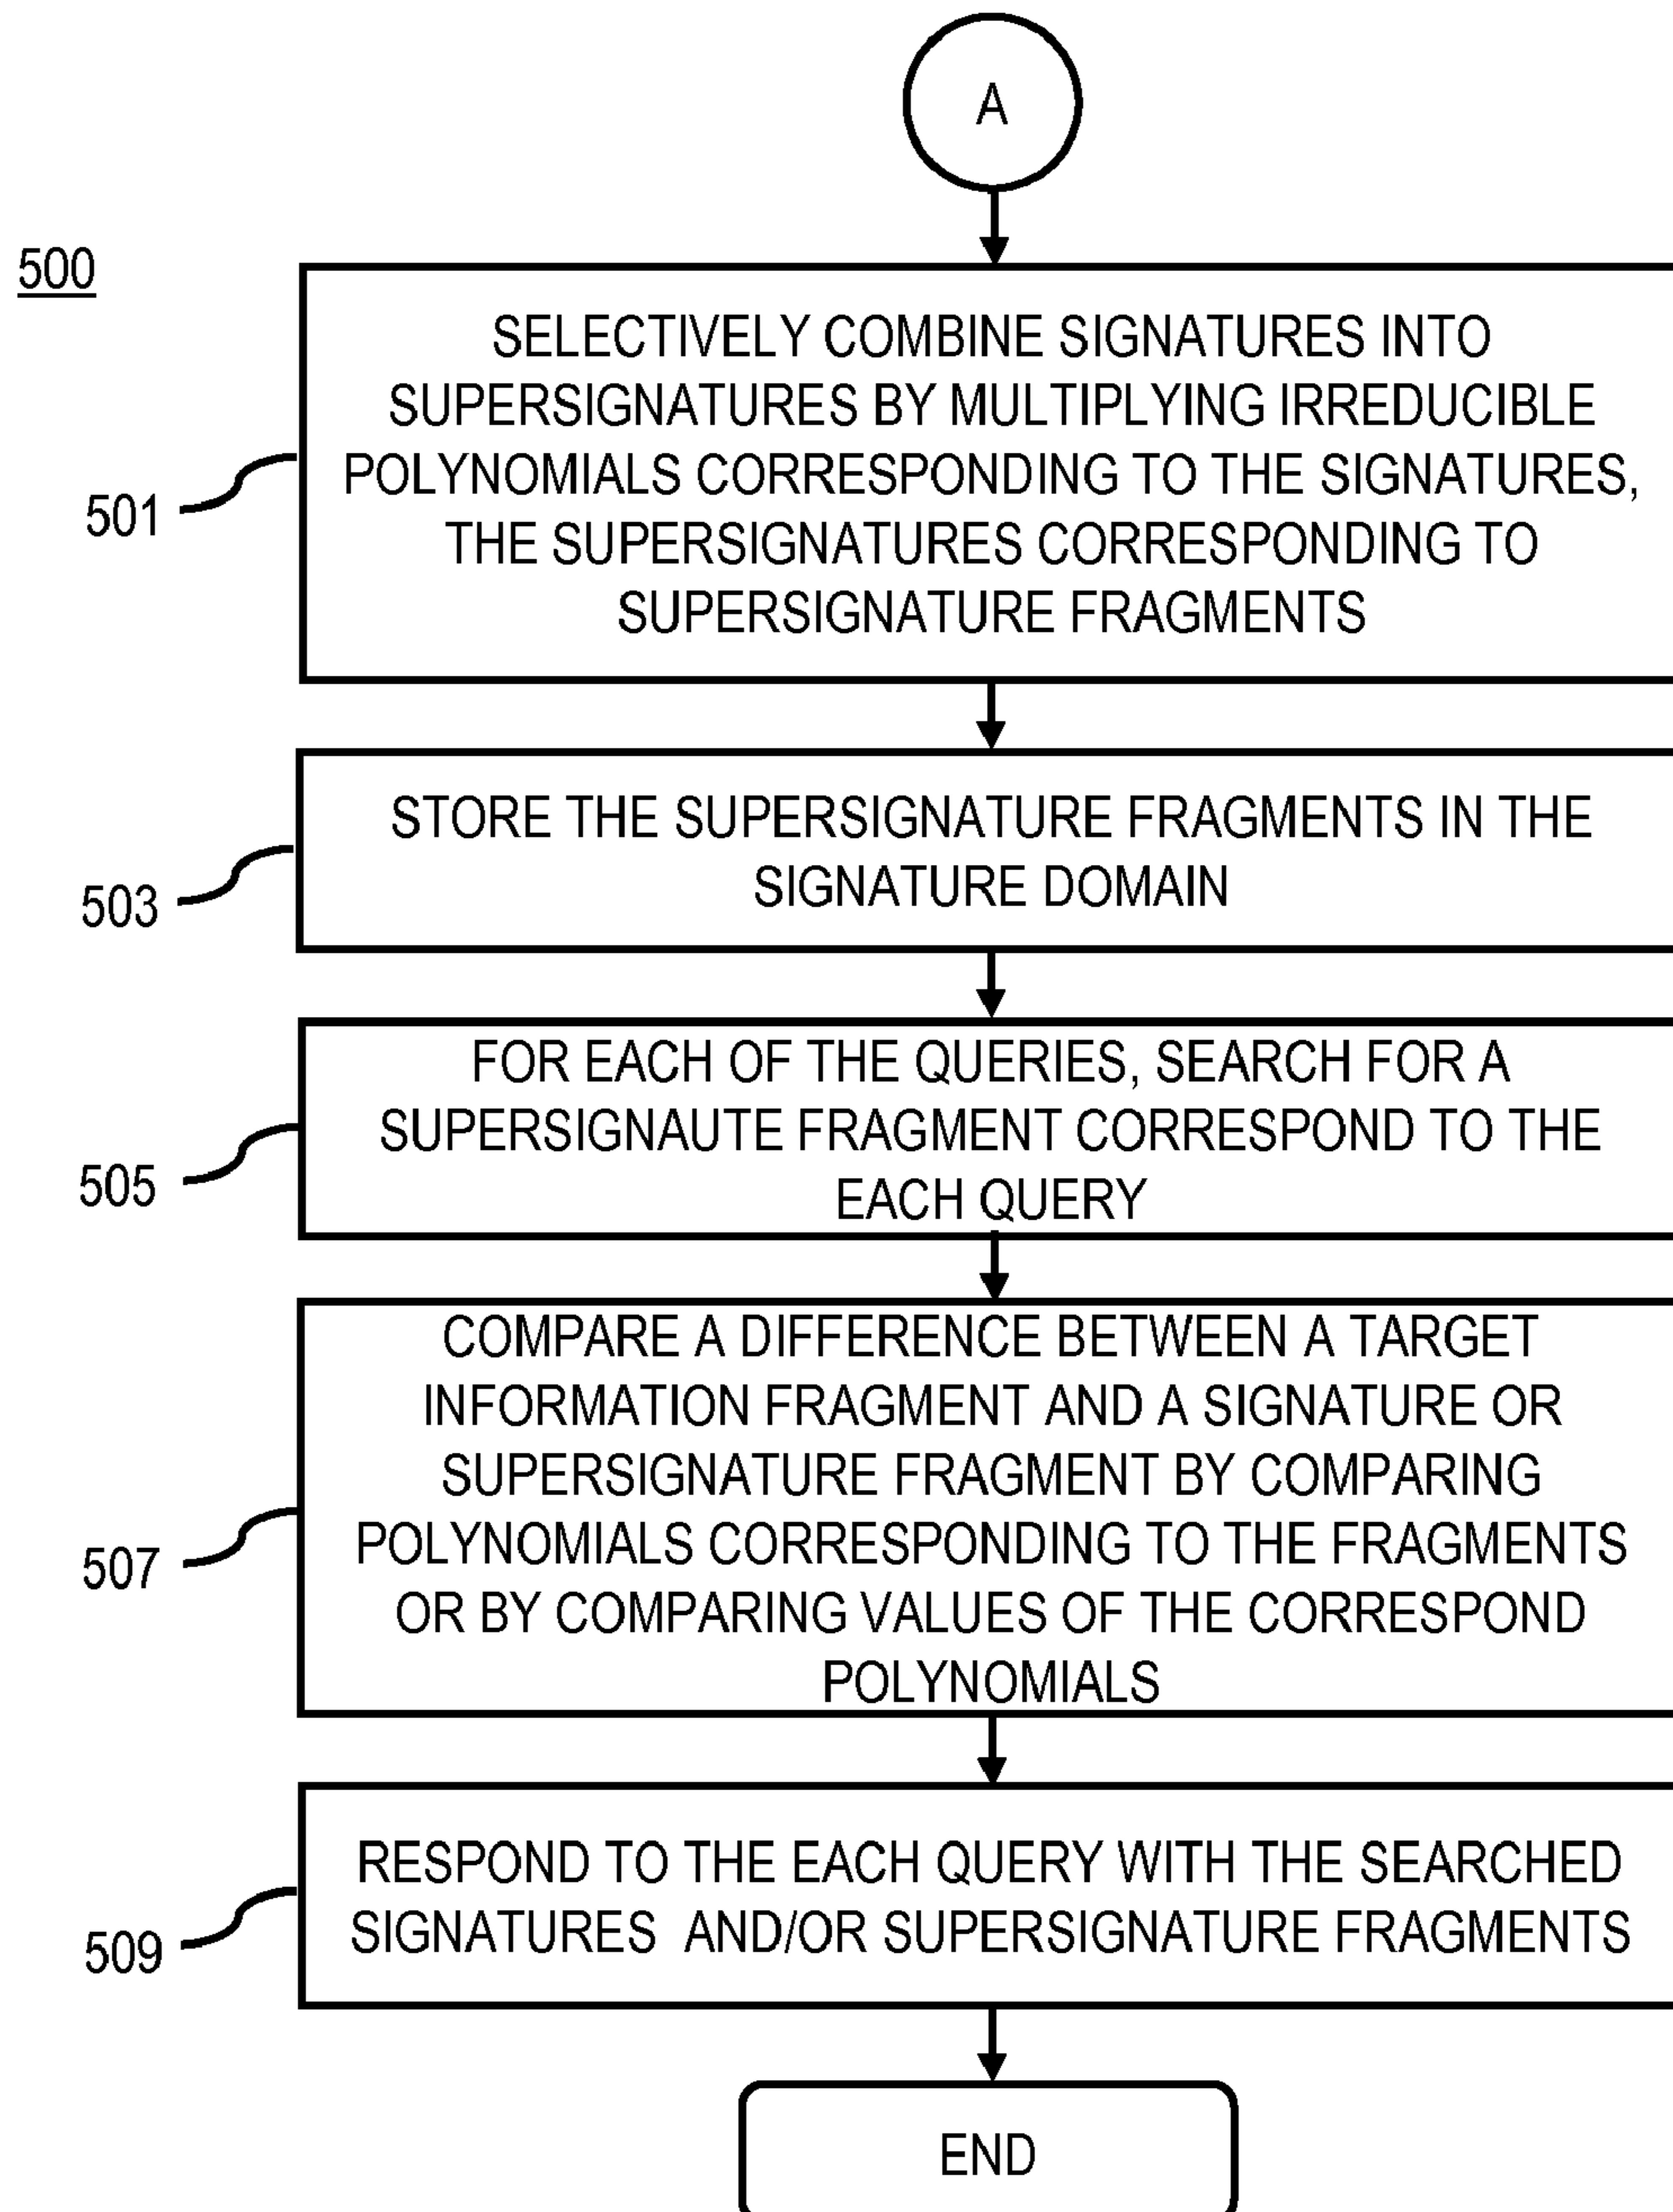 A
500
SELECTIVELY COMBINE SIGNATURES INTO
SUPERSIGNATURES BY MULTIPLYING IRREDUCIBLE
POLYNOMIALS CORRESPONDING TO THE SIGNATURES,
THE SUPERSIGNATURES CORRESPONDING TO
SUPERSIGNATURE FRAGMENTS
501
STORE THE SUPERSIGNATURE FRAGMENTS IN THE
SIGNATURE DOMAIN
503
FOR EACH OF THE QUERIES, SEARCH FOR A
SUPERSIGNAUTE FRAGMENT CORRESPOND TO THE
EACH QUERY
505
COMPARE A DIFFERENCE BETWEEN A TARGET
INFORMATION FRAGMENT AND A SIGNATURE OR
SUPERSIGNATURE FRAGMENT BY COMPARING
POLYNOMIALS CORRESPONDING TO THE FRAGMENTS
OR BY COMPARING VALUES OF THE CORRESPOND
POLYNOMIALS
507
RESPOND TO THE EACH QUERY WITH THE SEARCHED
SIGNATURES AND/OR SUPERSIGNATURE FRAGMENTS
509
END